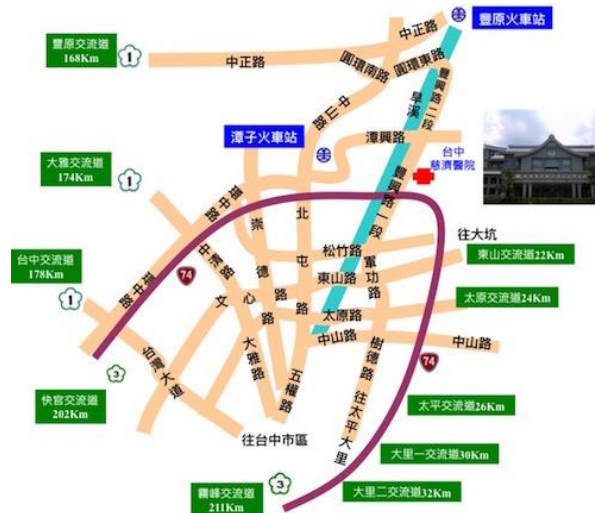 豐原火車站
中正路
豐原交流道
168Km
1
中正路
圓環南路
圓環東路
豐興路二段
旱溪
中山路
潭興路
潭子火車站
台中
慈濟醫院
大雅交流道
174Km
1
豐興路一段
環中路
崇德路
北屯路
中清路
松竹路
往大坑
台中交流道
178Km
1
東山路
軍功路
東山交流道22Km
環中路
74
文心路
太原路
太原交流道24Km
中山路
中山路
大雅路
五權路
樹德路
74
台灣大道
快官交流道
202Km
3
往台中市區
往太平大里
太平交流道26Km
大里一交流道30Km
大里二交流道32Km
霧峰交流道
211Km
3